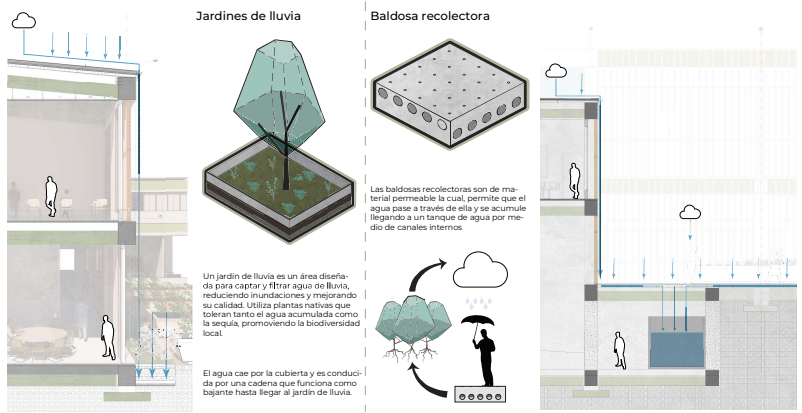 Jardines de lluvia
Un jardín de lluvia es un área diseña-
da para captar y filtrar agua de lluvia,
reduciendo inundaciones y mejorando
su calidad. Utiliza plantas nativas que
toleran tanto el agua acumulada como
la sequía, promoviendo la biodiversidad
local.
El agua cae por la cubierta y es conduci-
da por una cadena que funciona como
bajante hasta llegar al jardín de lluvia.
Baldosa recolectora
Las baldosas recolectoras son de ma-
terial permeable la cual, permite que el
agua pase a través de ella y se acumule
llegando a un tanque de agua por me-
dio de canales internos